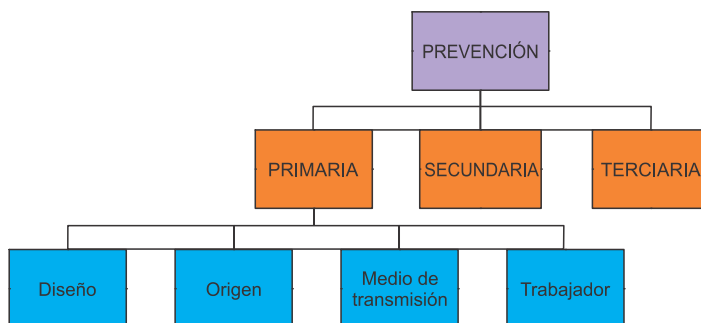 PREVENCIÓN
PRIMARIA
SECUNDARIA
TERCIARIA
Diseño
Origen
Medio de
transmisión
Trabajador